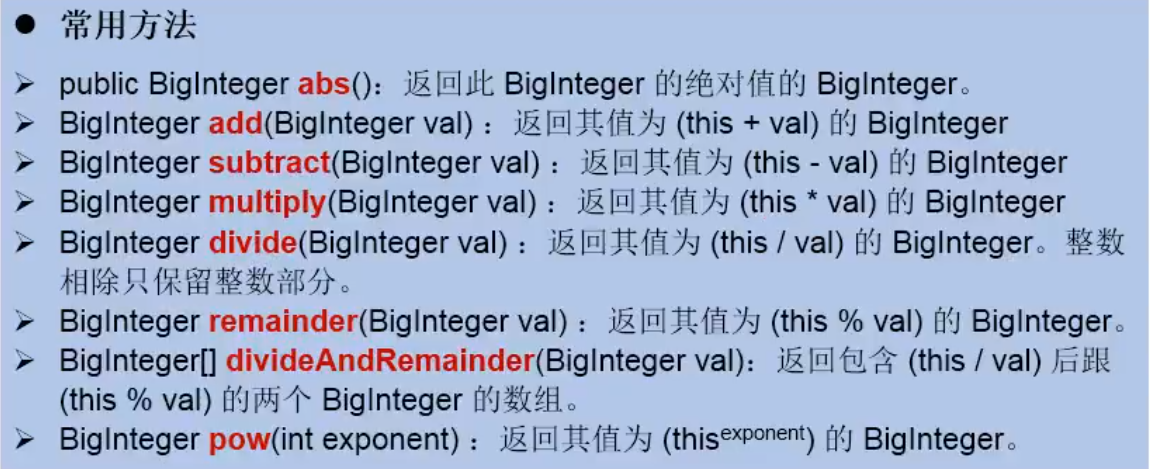 ● 常用方法
➢ public BigInteger abs()：返回此 BigInteger 的绝对值的 BigInteger。
➢ BigInteger add(BigInteger val) ：返回其值为 (this + val) 的 BigInteger
➢ BigInteger subtract(BigInteger val) ：返回其值为 (this - val) 的 BigInteger
➢ BigInteger multiply(BigInteger val) ：返回其值为 (this * val) 的 BigInteger
➢ BigInteger divide(BigInteger val) ：返回其值为 (this / val) 的 BigInteger。整数
相除只保留整数部分。
➢ BigInteger remainder(BigInteger val) ：返回其值为 (this % val) 的 BigInteger。
➢ BigInteger[] divideAndRemainder(BigInteger val)：返回包含 (this / val) 后跟
(this % val) 的两个 BigInteger 的数组。
➢ BigInteger pow(int exponent) ：返回其值为 (thisexponent) 的 BigInteger。